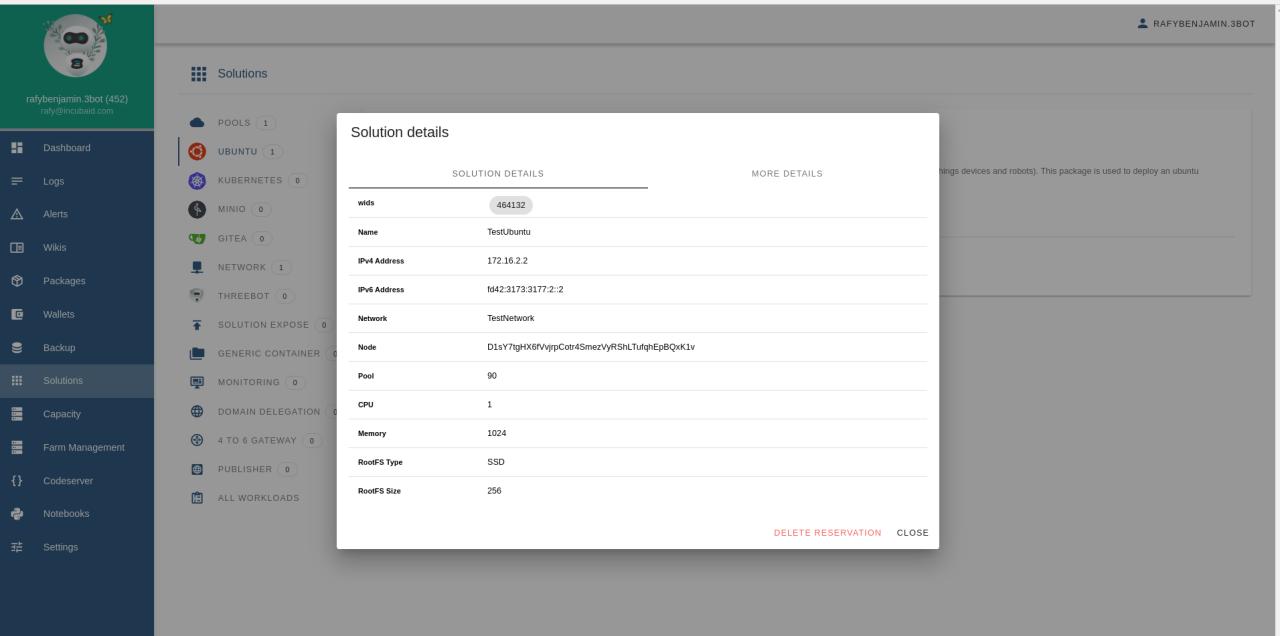 RAFYBENJAMIN.3BOT
rafybenjamin.3bot (452)
rafy@incubaid.com
Dashboard
Logs
Alerts
Wikis
Packages
Wallets
Backup
Solutions
Capacity
Farm Management
Codeserver
Notebooks
Settings
Solutions
POOLS 1
UBUNTU 1
KUBERNETES 0
MINIO 0
GITEA 0
NETWORK 1
THREEBOT 0
SOLUTION EXPOSE 0
GENERIC CONTAINER 0
MONITORING 0
DOMAIN DELEGATION 0
4 TO 6 GATEWAY 0
PUBLISHER 0
ALL WORKLOADS
hings devices and robots). This package is used to deploy an ubuntu
Solution details
SOLUTION DETAILS MORE DETAILS
wids 464132
Name TestUbuntu
IPv4 Address 172.16.2.2
IPv6 Address fd42:3173:3177:2::2
Network TestNetwork
Node D1sY7tgHX6fVvjrpCotr4SmezVyRShLTufqhEpBQxK1v
Pool 90
CPU 1
Memory 1024
RootFS Type SSD
RootFS Size 256
DELETE RESERVATION CLOSE